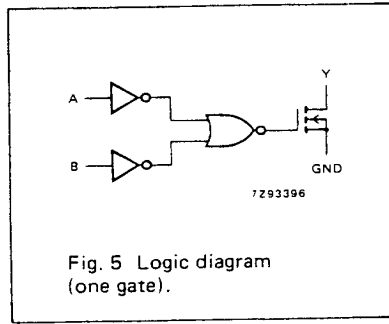 A
B
Y
GND
7Z93396
Fig. 5 Logic diagram
(one gate).